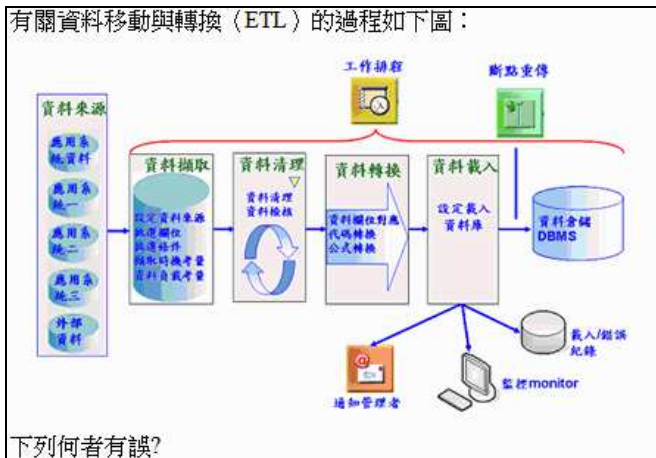 有關資料移動與轉換（ETL）的過程如下圖：
工作排程
斷點重傳
資料來源
應用系
統資料
應用系
統一
應用系
統二
應用系
統三
外部
資料
資料擷取
設定資料來源
挑選欄位
挑選條件
擷取時機考量
資料負載考量
資料清理
資料清理
資料檢核
資料轉換
資料欄位對應
代碼轉換
公式轉換
資料載入
設定載入
資料庫
資料倉儲
DBMS
通知管理者
監控monitor
載入/錯誤
紀錄
下列何者有誤?